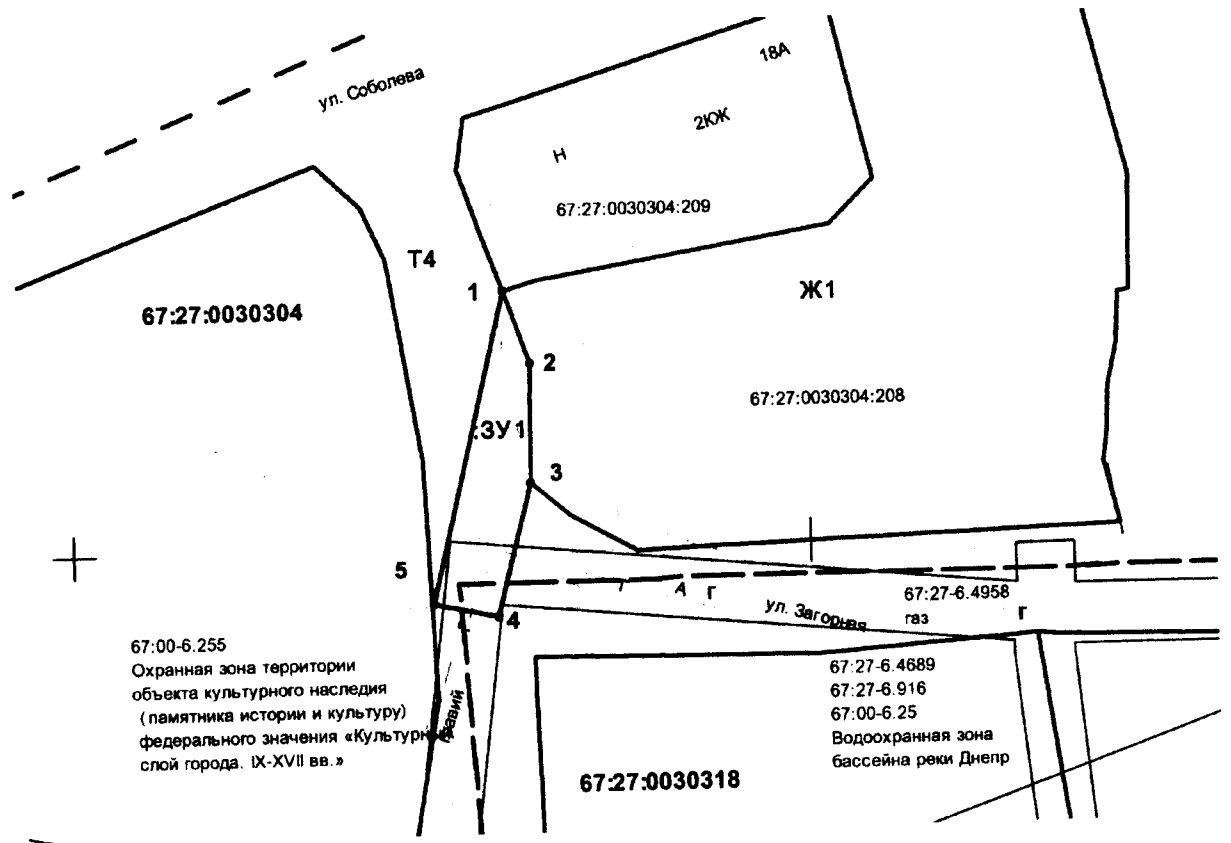 18А
ул. Соболева
2КЖ
Н
67:27:0030304:209
Т4
1
Ж1
67:27:0030304
2
67:27:0030304:208
:ЗУ1
3
5
67:27-6.4958
Г
ул. Загорная
газ
Г
4
67:00-6.255
Охранная зона территории
объекта культурного наследия
(памятника истории и культуру)
федерального значения «Культурный
слой города. IX-XVII вв.»
гравий
67:27-6.4689
67:27-6.916
67:00-6.25
Водоохранная зона
бассейна реки Днепр
67:27:0030318